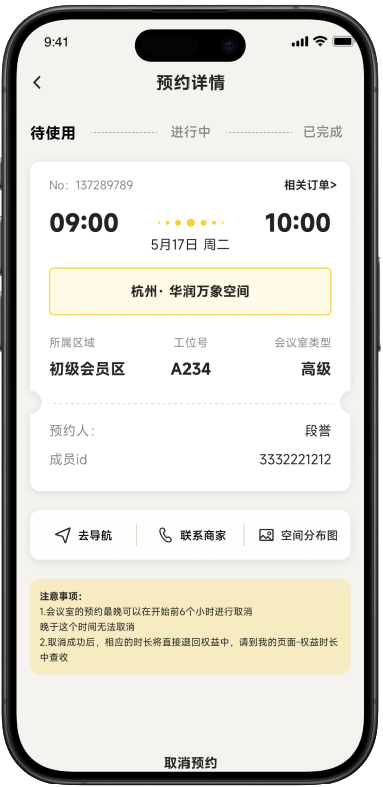 9:41
预约详情
待使用 进行中 已完成
No：137289789 相关订单>
09:00 10:00
5月17日 周二
杭州·华润万象空间
所属区域 工位号 会议室类型
初级会员区 A234 高级
预约人： 段誉
成员id 3332221212
去导航 联系商家 空间分布图
注意事项：
1.会议室的预约最晚可以在开始前6个小时进行取消
晚于这个时间无法取消
2.取消成功后，相应的时长将直接退回权益中，请到我的页面-权益时长
中查收
取消预约